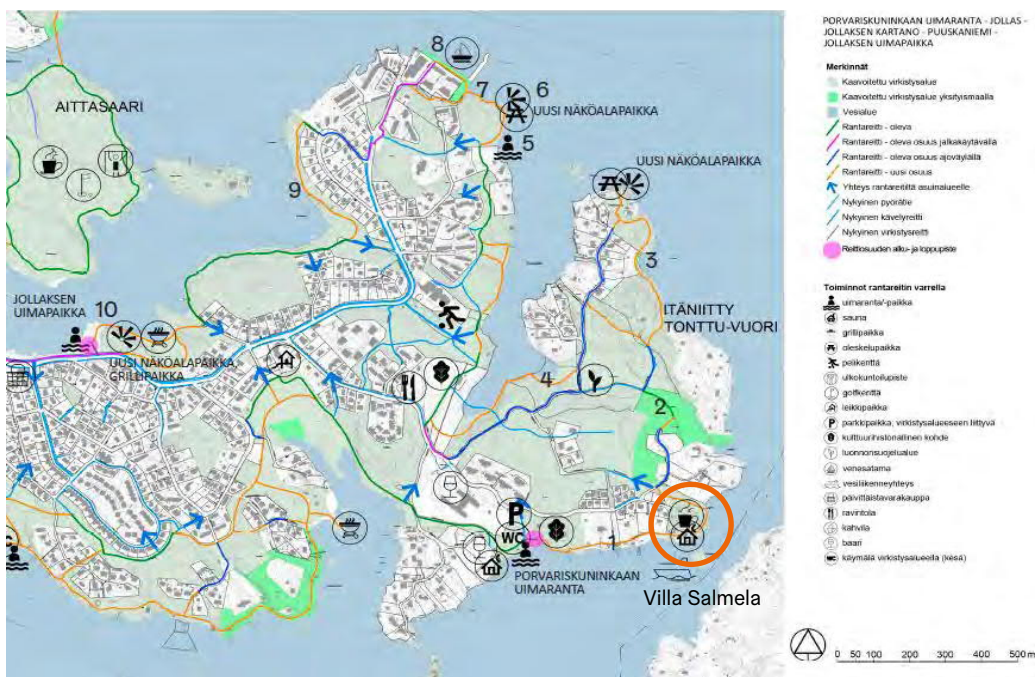 PORVARISKUNINKAAN UIMARANTA - JOLLAS -
JOLLAKSEN KARTANO - PUUSKANIEMI -
JOLLAKSEN UIMAPAIKKA
Merkinnät
Kaavoitettu virkistysalue
Kaavoitettu virkistysalue yksityismaalla
Vesialue
Rantareitti - oleva
Rantareitti - oleva osuus jalkakäytävällä
Rantareitti - oleva osuus ajoväylällä
Rantareitti - uusi osuus
Yhteys rantareitiltä asuinalueelle
Nykyinen pyörätie
Nykyinen kävelyreitti
Nykyinen virkistysreitti
Reittiosuuden alku- ja loppupiste
Toiminnot rantareitin varrella
uimaranta/-paikka
sauna
grillipaikka
oleskelupaikka
pelikenttä
ulkokuntoilupiste
golfkenttä
leikkipaikka
P parkkipaikka, virkistysalueeseen liittyvä
kulttuurihistoriallinen kohde
luonnonsuojelualue
venesatama
vesiliikenneyhteys
päivittäistavarakauppa
ravintola
kahvila
baari
käymälä virkistysalueella (kesä)
0 50 100 200 300 400 500 m
AITTASAARI
8
7
6
UUSI NÄKÖALAPAIKKA
5
UUSI NÄKÖALAPAIKKA
9
3
ITÄNIITTY
TONTTU-VUORI
JOLLAKSEN
UIMAPAIKKA
10
UUSI NÄKÖALAPAIKKA,
GRILLIPAIKKA
4
2
P
WC
1
PORVARISKUNINKAAN
UIMARANTA
Villa Salmela